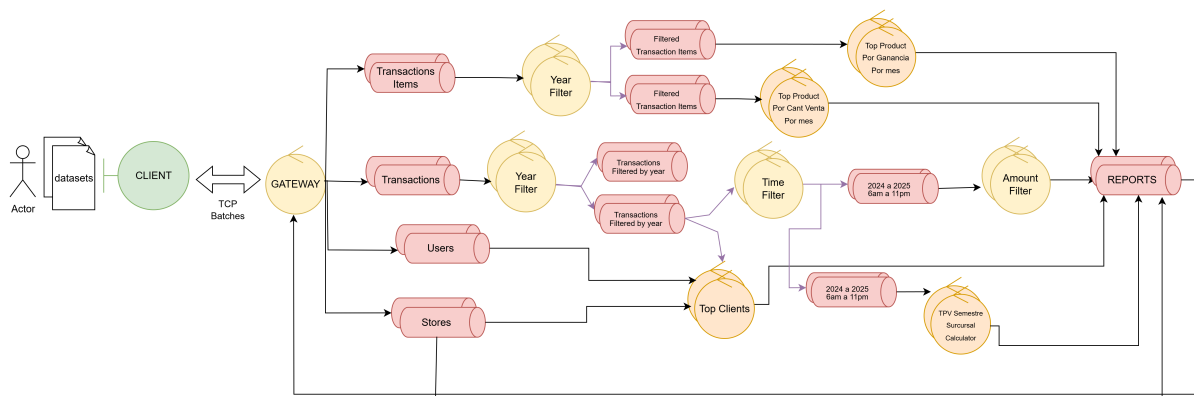 Actor
datasets
CLIENT
TCP
Batches
GATEWAY
Transactions
Items
Year
Filter
Filtered
Transaction Items
Filtered
Transaction Items
Top Product
Por Ganancia
Por mes
Top Product
Por Cant Venta
Por mes
Transactions
Year
Filter
Transactions
Filtered by year
Transactions
Filtered by year
Time
Filter
2024 a 2025
6am a 11pm
Amount
Filter
REPORTS
Users
Stores
Top Clients
2024 a 2025
6am a 11pm
TPV Semestre
Surcursal
Calculator